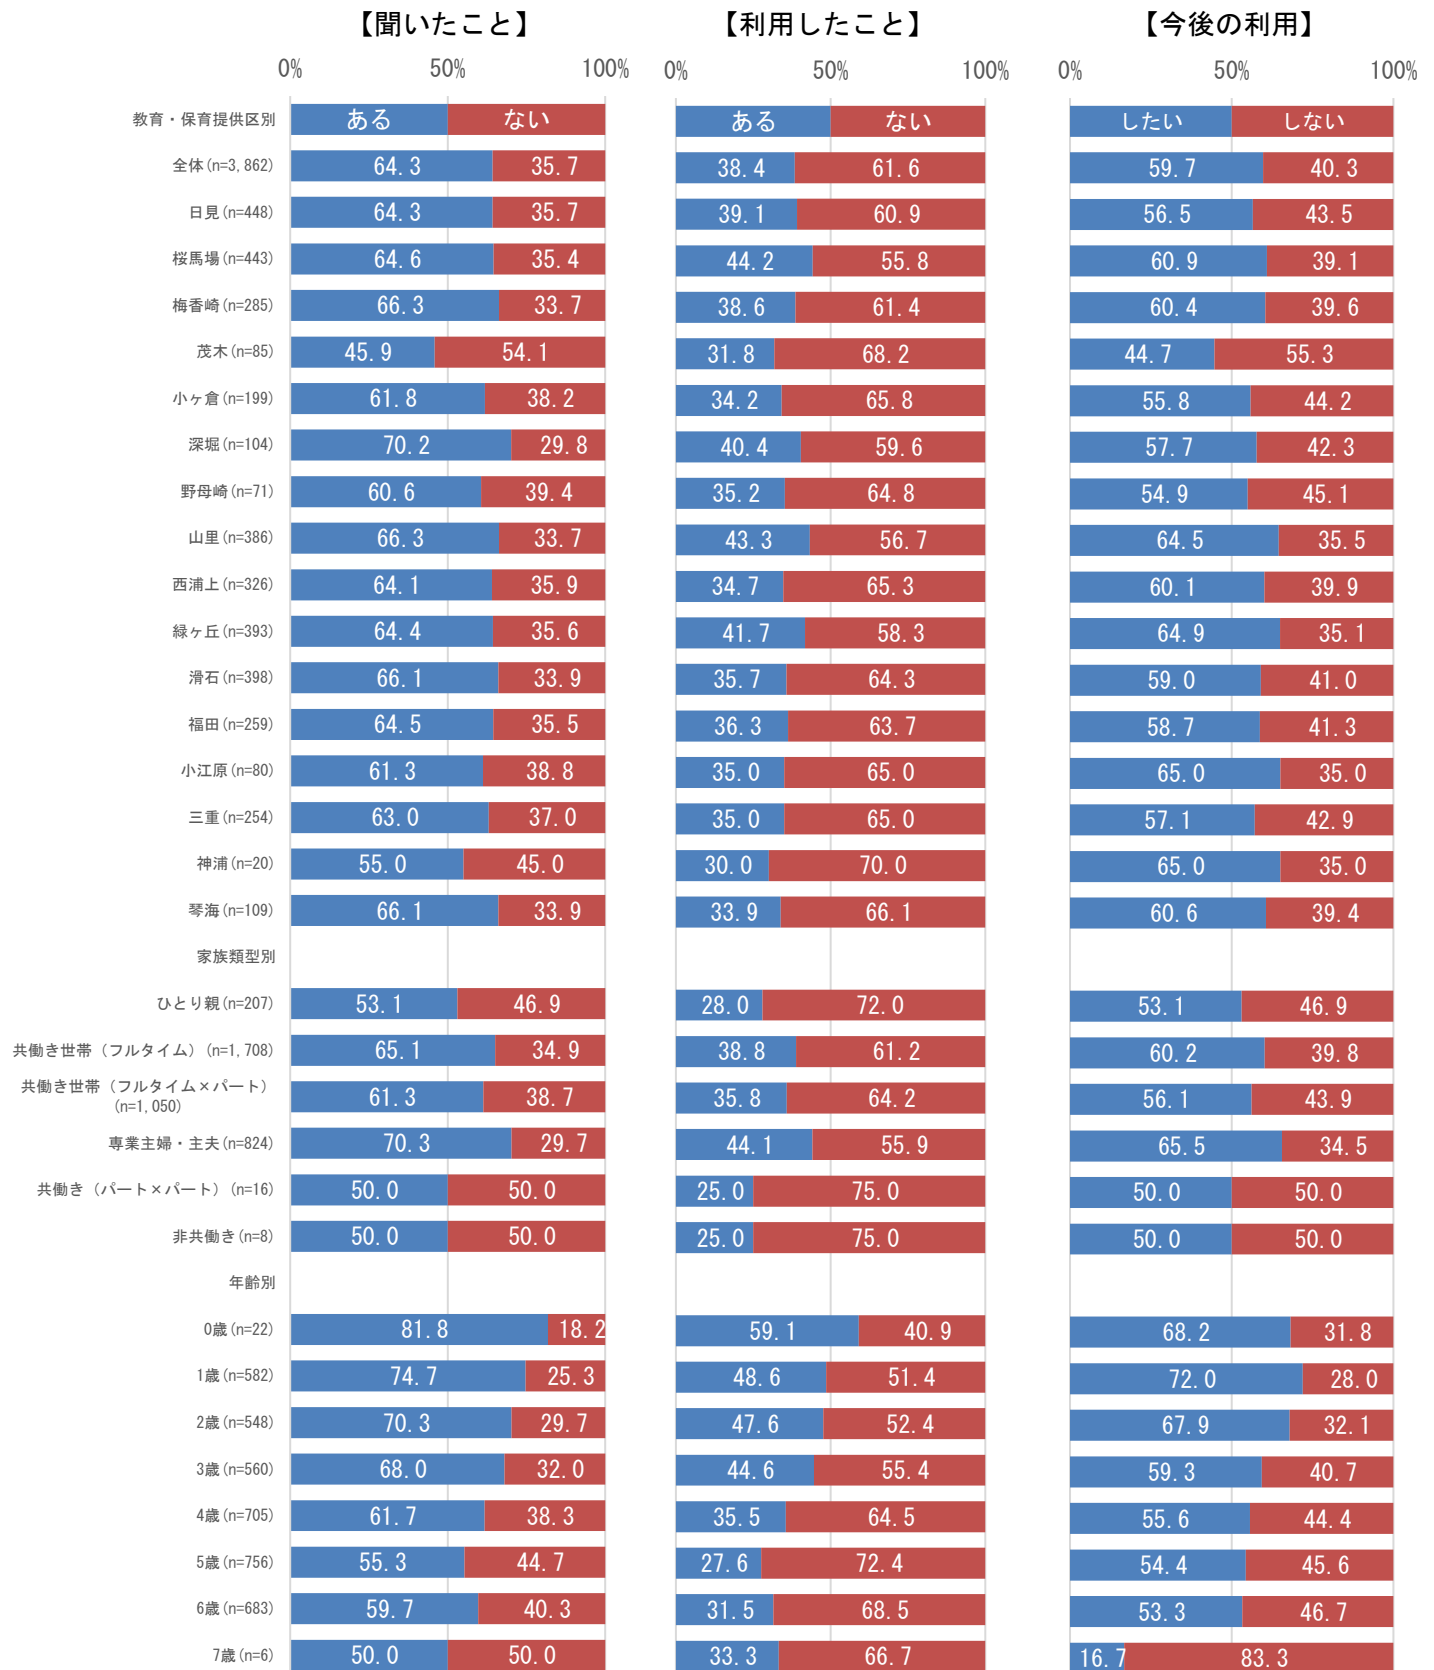 【聞いたこと】 【利用したこと】 【今後の利用】
0% 50% 100% 0% 50% 100% 0% 50% 100%
教育・保育提供区別 ある ない ある ない したい しない
全体(n=3,862) 64.3 35.7 38.4 61.6 59.7 40.3
日見(n=448) 64.3 35.7 39.1 60.9 56.5 43.5
桜馬場(n=443) 64.6 35.4 44.2 55.8 60.9 39.1
梅香崎(n=285) 66.3 33.7 38.6 61.4 60.4 39.6
茂木(n=85) 45.9 54.1 31.8 68.2 44.7 55.3
小ヶ倉(n=199) 61.8 38.2 34.2 65.8 55.8 44.2
深堀(n=104) 70.2 29.8 40.4 59.6 57.7 42.3
野母崎(n=71) 60.6 39.4 35.2 64.8 54.9 45.1
山里(n=386) 66.3 33.7 43.3 56.7 64.5 35.5
西浦上(n=326) 64.1 35.9 34.7 65.3 60.1 39.9
緑ヶ丘(n=393) 64.4 35.6 41.7 58.3 64.9 35.1
滑石(n=398) 66.1 33.9 35.7 64.3 59.0 41.0
福田(n=259) 64.5 35.5 36.3 63.7 58.7 41.3
小江原(n=80) 61.3 38.8 35.0 65.0 65.0 35.0
三重(n=254) 63.0 37.0 35.0 65.0 57.1 42.9
神浦(n=20) 55.0 45.0 30.0 70.0 65.0 35.0
琴海(n=109) 66.1 33.9 33.9 66.1 60.6 39.4
家族類型別
ひとり親(n=207) 53.1 46.9 28.0 72.0 53.1 46.9
共働き世帯（フルタイム）(n=1,708) 65.1 34.9 38.8 61.2 60.2 39.8
共働き世帯（フルタイム×パート）
(n=1,050) 61.3 38.7 35.8 64.2 56.1 43.9
専業主婦・主夫(n=824) 70.3 29.7 44.1 55.9 65.5 34.5
共働き（パート×パート）(n=16) 50.0 50.0 25.0 75.0 50.0 50.0
非共働き(n=8) 50.0 50.0 25.0 75.0 50.0 50.0
年齢別
0歳(n=22) 81.8 18.2 59.1 40.9 68.2 31.8
1歳(n=582) 74.7 25.3 48.6 51.4 72.0 28.0
2歳(n=548) 70.3 29.7 47.6 52.4 67.9 32.1
3歳(n=560) 68.0 32.0 44.6 55.4 59.3 40.7
4歳(n=705) 61.7 38.3 35.5 64.5 55.6 44.4
5歳(n=756) 55.3 44.7 27.6 72.4 54.4 45.6
6歳(n=683) 59.7 40.3 31.5 68.5 53.3 46.7
7歳(n=6) 50.0 50.0 33.3 66.7 16.7 83.3